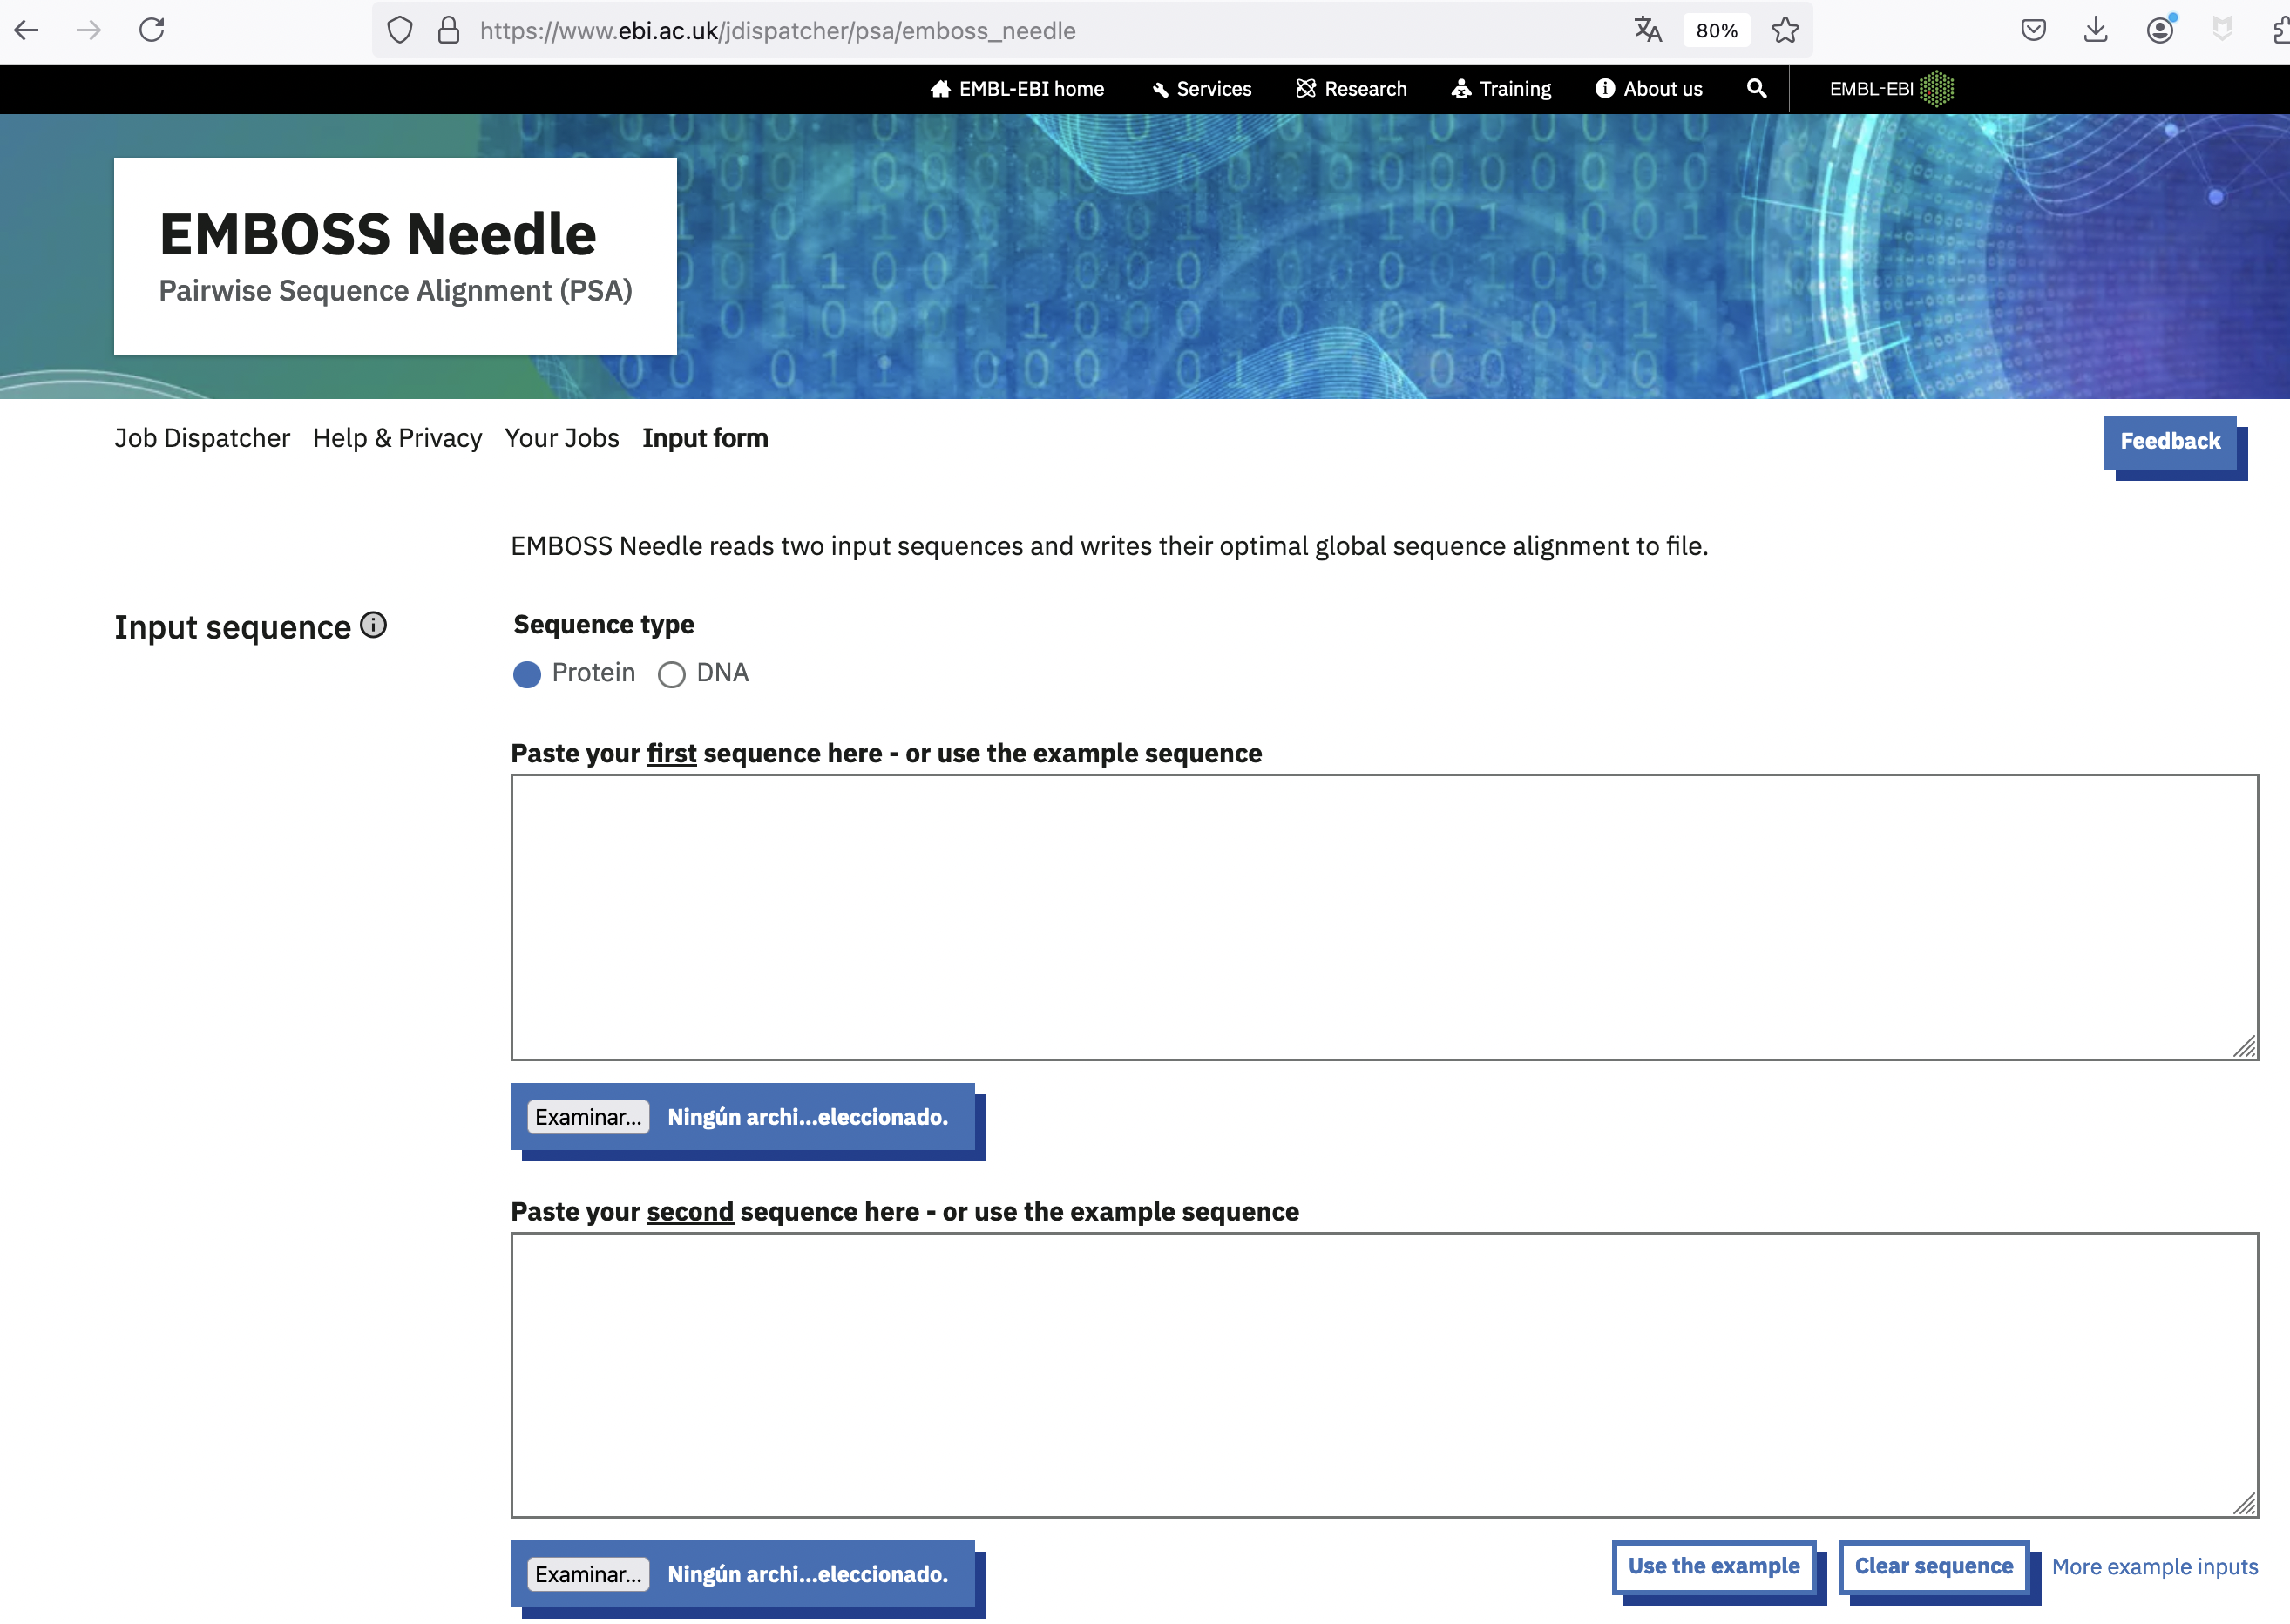 https://www.ebi.ac.uk/jdispatcher/psa/emboss_needle
80%
EMBL-EBI home
Services
Research
Training
About us
EMBL-EBI
EMBOSS Needle
Pairwise Sequence Alignment (PSA)
Job Dispatcher
Help & Privacy
Your Jobs
Input form
Feedback
EMBOSS Needle reads two input sequences and writes their optimal global sequence alignment to file.
Input sequence
Sequence type
Protein
DNA
Paste your first sequence here - or use the example sequence
Examinar...
Ningún archi...eleccionado.
Paste your second sequence here - or use the example sequence
Examinar...
Ningún archi...eleccionado.
Use the example
Clear sequence
More example inputs